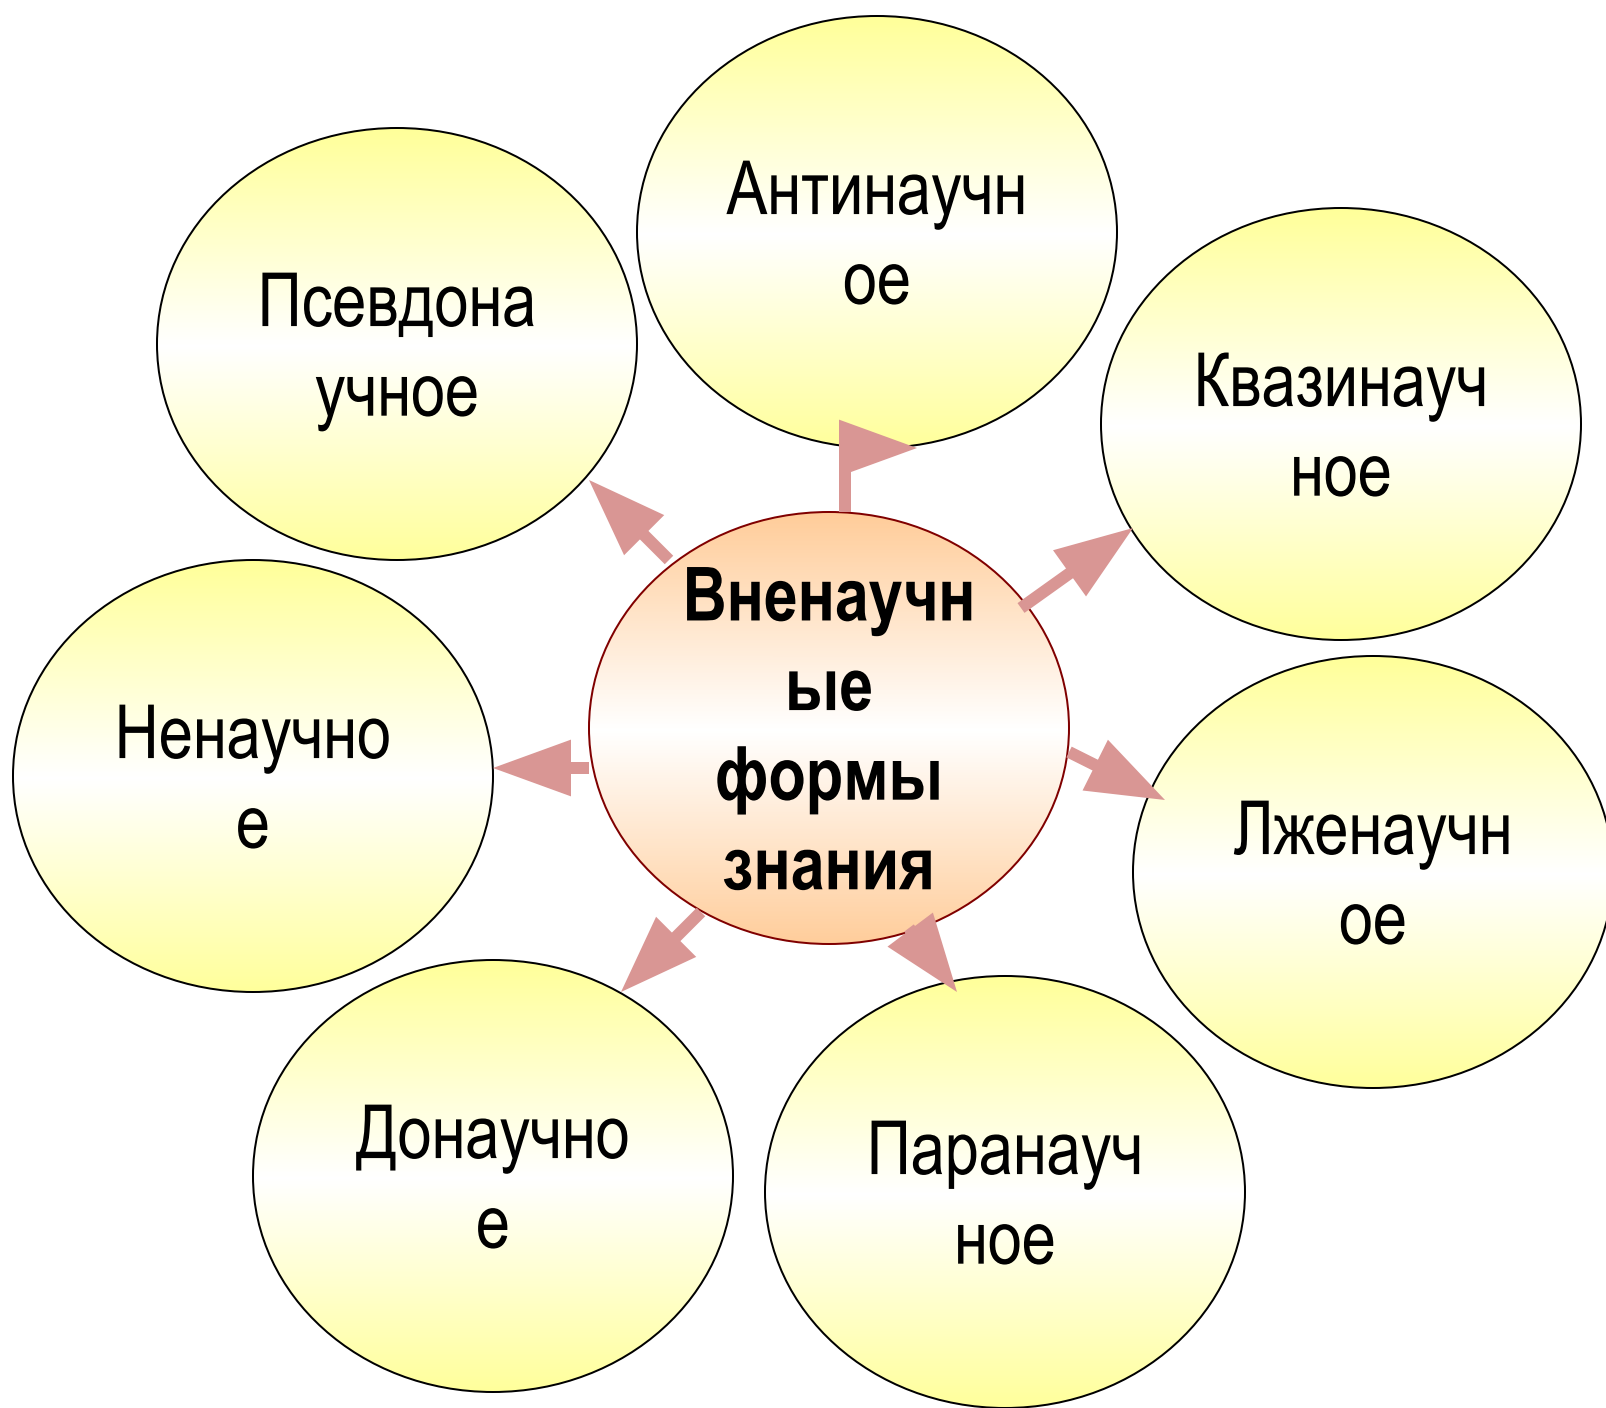 Антинаучн
ое
Псевдона
учное
Квазинауч
ное
Вненаучн
ые
формы
знания
Ненаучно
е
Лженаучн
ое
Донаучно
е
Паранауч
ное